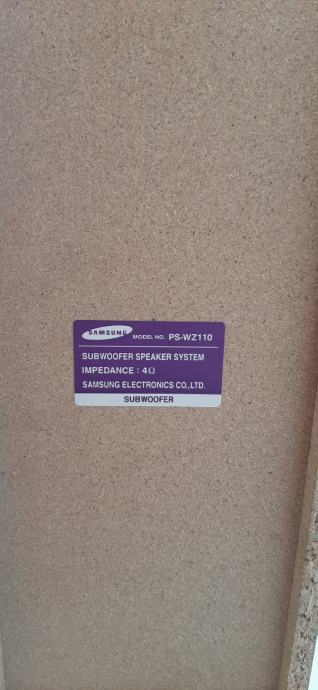 SAMSUNG MODEL NO. PS-WZ110
SUBWOOFER SPEAKER SYSTEM
IMPEDANCE : 4Ω
SAMSUNG ELECTRONICS CO.,LTD.
SUBWOOFER